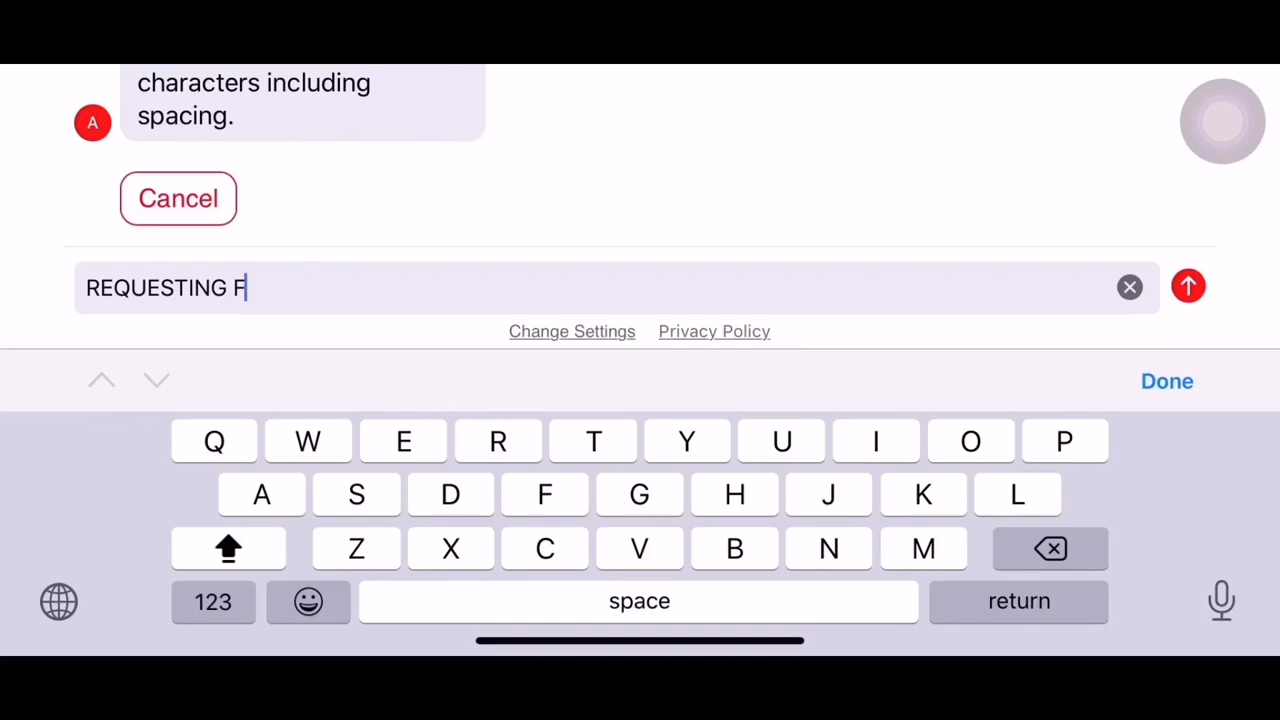 characters including
spacing.
A
Cancel
REQUESTING F
Change Settings Privacy Policy
Done
Q W E R T Y U I O P
A S D F G H J K L
Z X C V B N M
123 space return